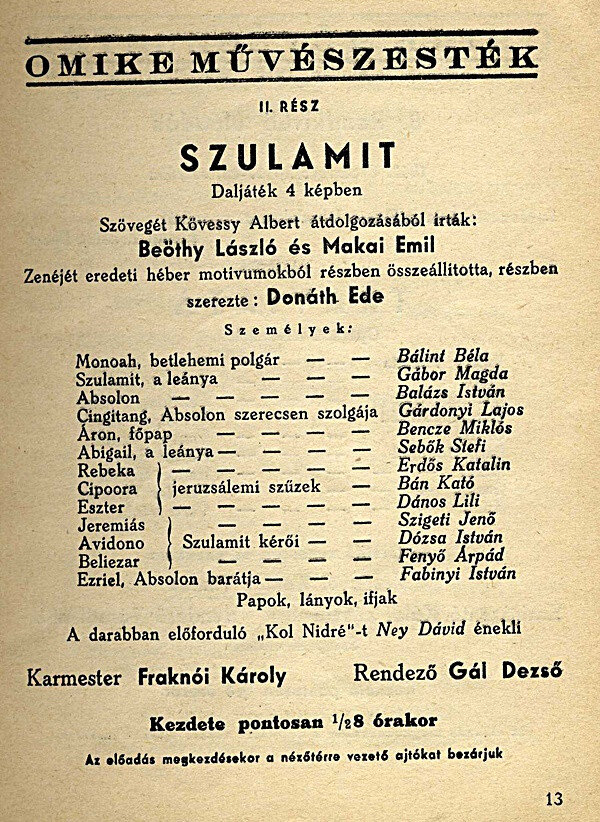 OMIKE MŰVÉSZESTÉK
II. RÉSZ
SZULAMIT
Daljáték 4 képben
Szövegét Kövessy Albert átdolgozásából írták:
Beöthy László és Makai Emil
Zenéjét eredeti héber motivumokból részben összeállitotta, részben
szerezte : Donáth Ede
Személyek:
Monoah, betlehemi polgár — — Bálint Béla
Szulamit, a leánya — — — Gábor Magda
Absolon — — — — — Balázs István
Çingitang, Absolon szerecsen szolgája Gárdonyi Lajos
Áron, főpap — — — — Bencze Miklós
Abigail, a leánya — — — — Sebők Stefi
Rebeka — — — — — Erdős Katalin
Cipoora jeruzsálemi szűzek — — Bán Kató
Eszter — — — — — Dános Lili
Jeremiás — — — — Szigeti Jenő
Avidono Szulamit kérői — — — Dózsa István
Beliezar — — — — Fenyő Árpád
Ezriel, Absolon barátja — — — Fabinyi István
Papok, lányok, ifjak
A darabban előforduló „Kol Nidré"-t Ney Dávid énekli
Karmester Fraknói Károly Rendező Gál Dezső
Kezdete pontosan 1/28 órakor
Az előadás megkezdésekor a nézőtérre vezető ajtókat bezárjuk
13